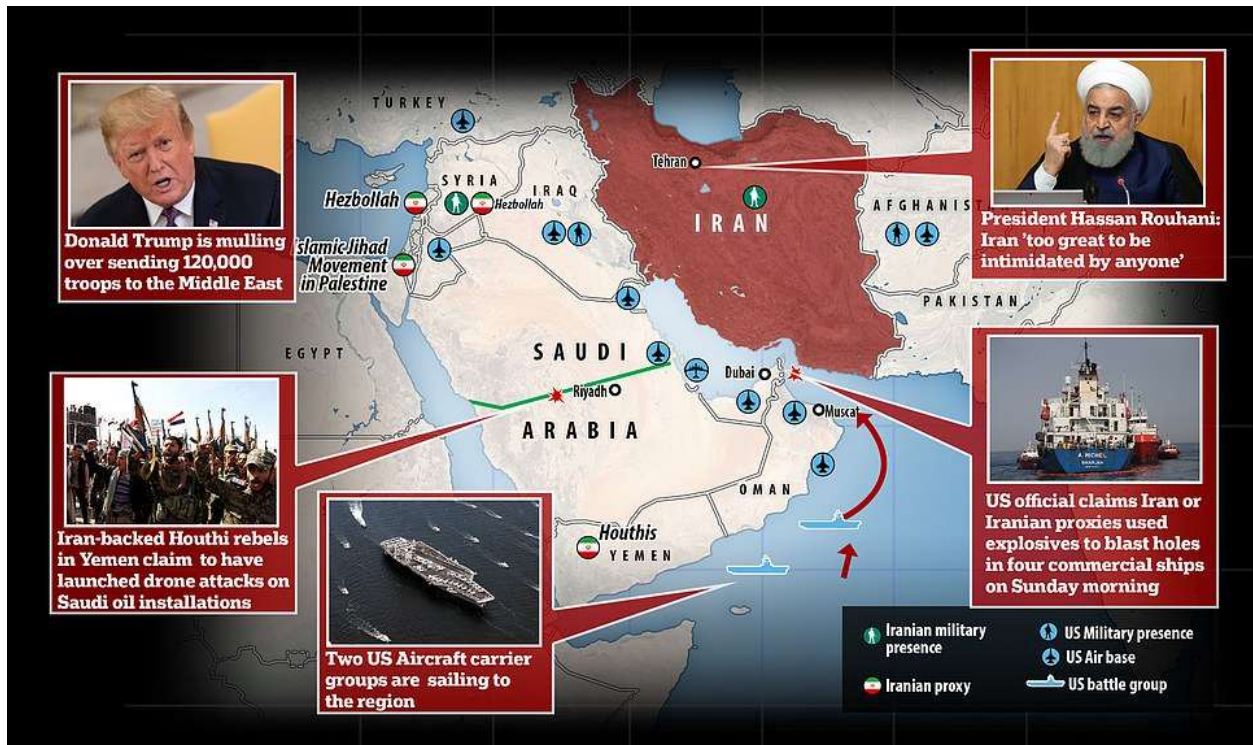 TURKEY
Donald Trump is mulling
over sending 120,000
troops to the Middle East
President Hassan Rouhani:
Iran 'too great to be
intimidated by anyone'
Tehran
SYRIA
IRAQ
Hezbollah
Hezbollah
Islamic Jihad
Movement
in Palestine
IRAN
AFGHANIST
PAKISTAN
EGYPT
SAUDI
ARABIA
Riyadh
Dubai
Muscat
OMAN
Houthis
YEMEN
Iran-backed Houthi rebels
in Yemen claim to have
launched drone attacks on
Saudi oil installations
Two US Aircraft carrier
groups are sailing to
the region
A MICHEL
SHARJAH
US official claims Iran or
Iranian proxies used
explosives to blast holes
in four commercial ships
on Sunday morning
Iranian military
presence
Iranian proxy
US Military presence
US Air base
US battle group